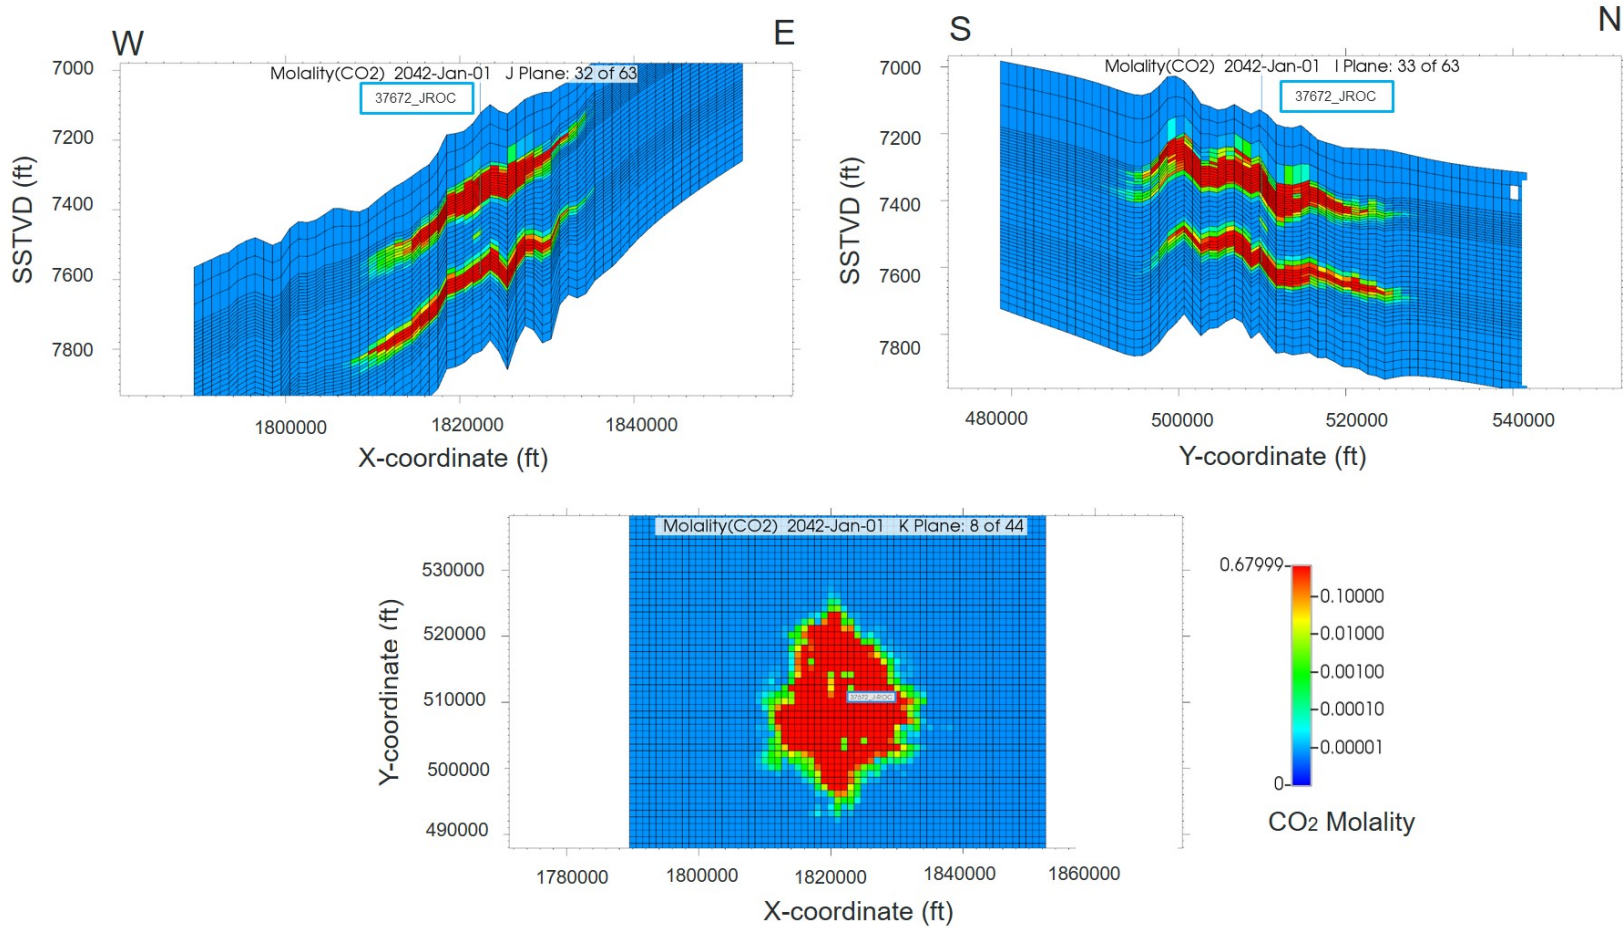 W
E
Molality(CO2) 2042-Jan-01 J Plane: 32 of 63
37672_JROC
7000
7200
7400
7600
7800
SSTVD (ft)
1800000
1820000
1840000
X-coordinate (ft)
S
N
Molality(CO2) 2042-Jan-01 I Plane: 33 of 63
37672_JROC
7000
7200
7400
7600
7800
SSTVD (ft)
480000
500000
520000
540000
Y-coordinate (ft)
Molality(CO2) 2042-Jan-01 K Plane: 8 of 44
37672_JROC
530000
520000
510000
500000
490000
Y-coordinate (ft)
1780000
1800000
1820000
1840000
1860000
X-coordinate (ft)
0.67999
0.10000
0.01000
0.00100
0.00010
0.00001
0
CO2 Molality